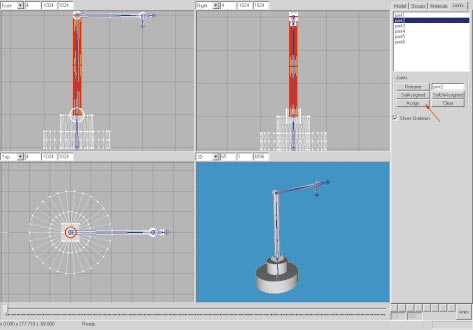 Front 4 -1024 1024
Right 4 -1024 1024
Model Groups Materials Joints
joint1
joint2
joint3
joint4
joint5
joint6
Joints
Rename joint2
SelAssigned SelUnAssigned
Assign Clear
Show Skeleton
Top 4 -1024 1024
3D 65 1 4096
Anim
x 0.000 y 277.710 z 88.000 Ready.